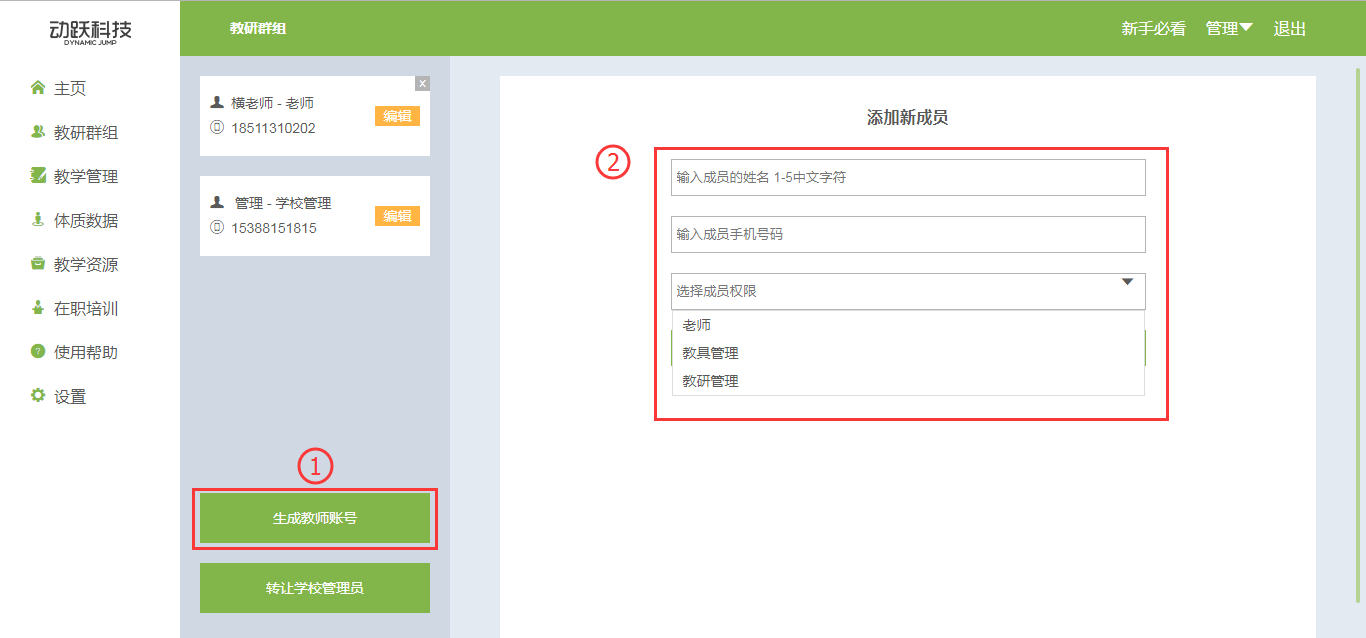 动跃科技
DYNAMIC JUMP
教研群组
新手必看
管理
退出
主页
教研群组
教学管理
体质数据
教学资源
在职培训
使用帮助
设置
x
横老师 - 老师
编辑
18511310202
管理 - 学校管理
编辑
15388151815
①
生成教师账号
转让学校管理员
添加新成员
②
输入成员的姓名 1-5中文字符
输入成员手机号码
选择成员权限
老师
教具管理
教研管理